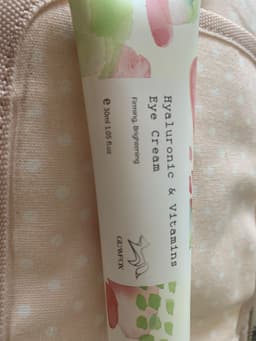 Hyaluronic & Vitamins
Eye Cream
Firming, Brightening
℮ 30ml 1.05 fl.oz